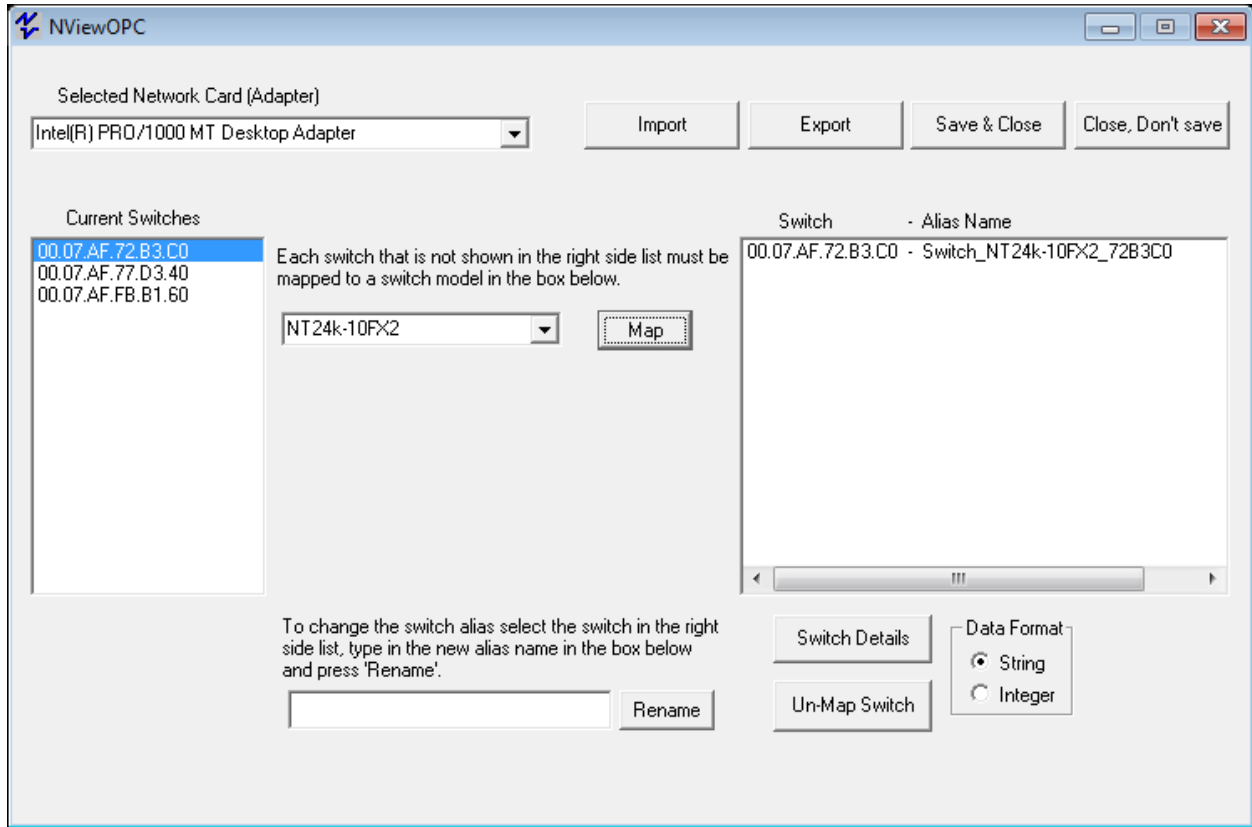 NViewOPC
Selected Network Card (Adapter)
Intel(R) PRO/1000 MT Desktop Adapter
Import
Export
Save & Close
Close, Don't save
Current Switches
00.07.AF.72.B3.C0
00.07.AF.77.D3.40
00.07.AF.FB.B1.60
Each switch that is not shown in the right side list must be
mapped to a switch model in the box below.
NT24k-10FX2
Map
Switch - Alias Name
00.07.AF.72.B3.C0 - Switch_NT24k-10FX2_72B3C0
To change the switch alias select the switch in the right
side list, type in the new alias name in the box below
and press 'Rename'.
Rename
Switch Details
Un-Map Switch
Data Format
String
Integer